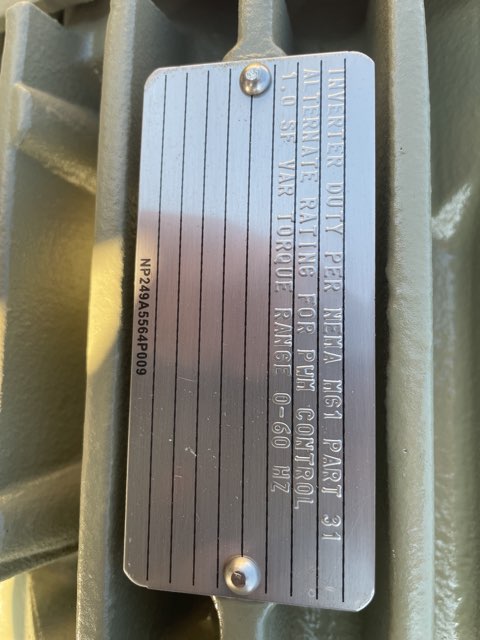 INVERTER DUTY PER NEMA MG1 PART 31
ALTERNATE RATING FOR PWM CONTROL
1.0 SF VAR TORQUE RANGE 0-60 HZ
NP249A5564P009